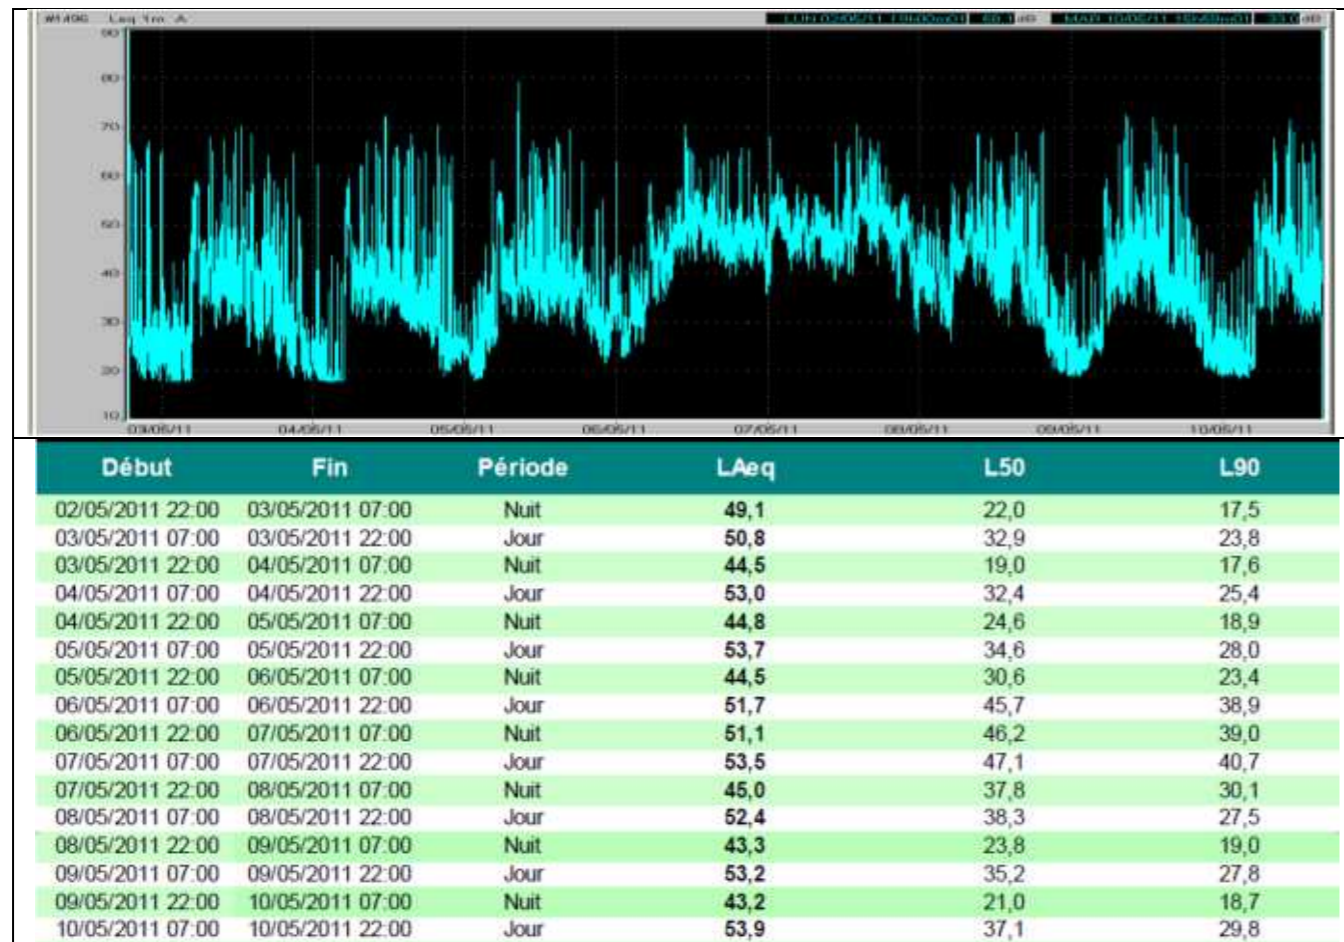 #1496 Leq 1m A LUN 02/05/11 19h00m01 dB MAR 10/05/11 dB
90
80
70
60
50
40
30
20
10
03/05/11 04/05/11 05/05/11 06/05/11 07/05/11 08/05/11 09/05/11 10/05/11
Début Fin Période LAeq L50 L90
02/05/2011 22:00 03/05/2011 07:00 Nuit 49,1 22,0 17,5
03/05/2011 07:00 03/05/2011 22:00 Jour 50,8 32,9 23,8
03/05/2011 22:00 04/05/2011 07:00 Nuit 44,5 19,0 17,6
04/05/2011 07:00 04/05/2011 22:00 Jour 53,0 32,4 25,4
04/05/2011 22:00 05/05/2011 07:00 Nuit 44,8 24,6 18,9
05/05/2011 07:00 05/05/2011 22:00 Jour 53,7 34,6 28,0
05/05/2011 22:00 06/05/2011 07:00 Nuit 44,5 30,6 23,4
06/05/2011 07:00 06/05/2011 22:00 Jour 51,7 45,7 38,9
06/05/2011 22:00 07/05/2011 07:00 Nuit 51,1 46,2 39,0
07/05/2011 07:00 07/05/2011 22:00 Jour 53,5 47,1 40,7
07/05/2011 22:00 08/05/2011 07:00 Nuit 45,0 37,8 30,1
08/05/2011 07:00 08/05/2011 22:00 Jour 52,4 38,3 27,5
08/05/2011 22:00 09/05/2011 07:00 Nuit 43,3 23,8 19,0
09/05/2011 07:00 09/05/2011 22:00 Jour 53,2 35,2 27,8
09/05/2011 22:00 10/05/2011 07:00 Nuit 43,2 21,0 18,7
10/05/2011 07:00 10/05/2011 22:00 Jour 53,9 37,1 29,8